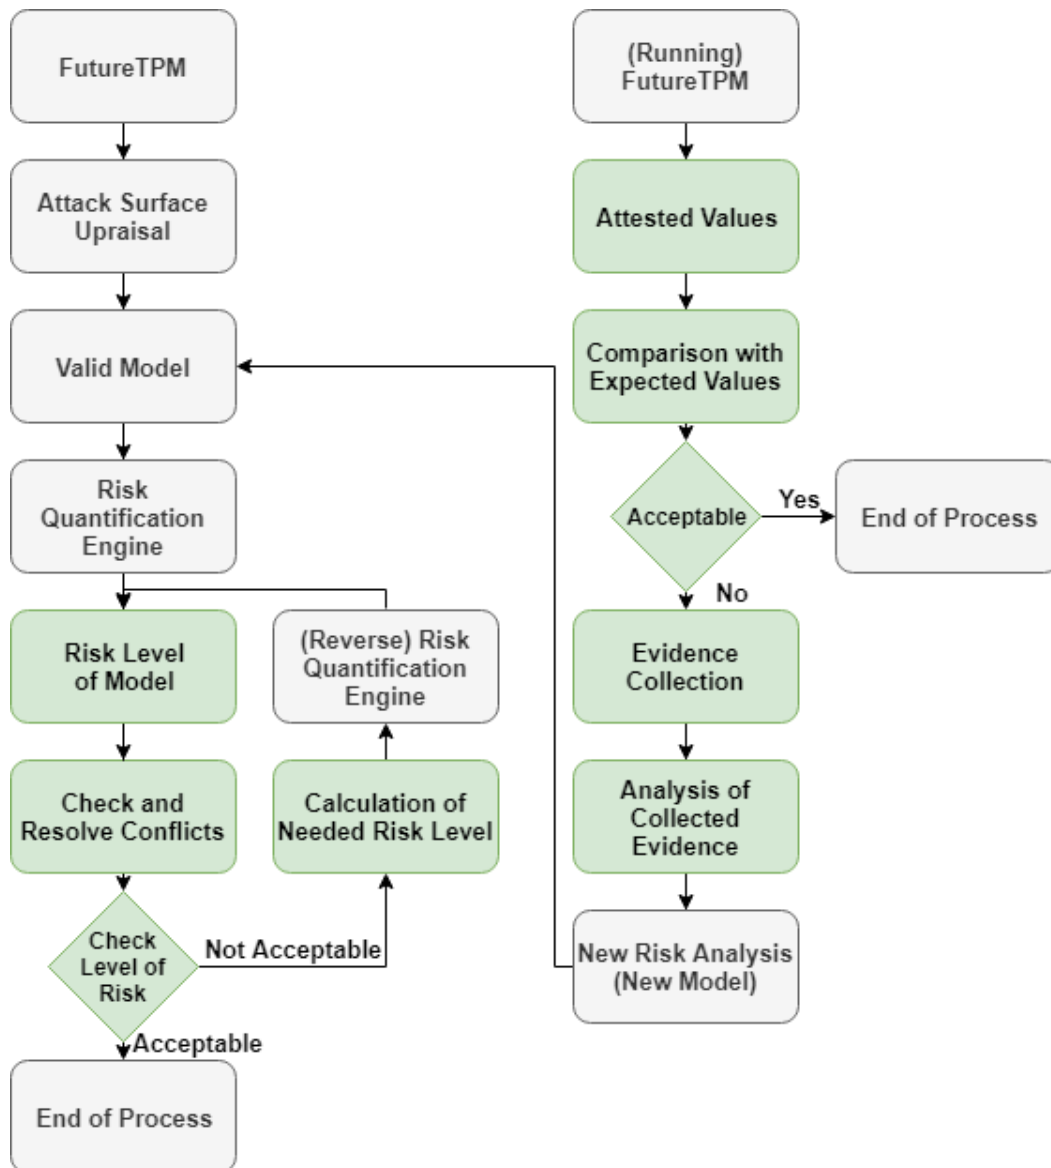 FutureTPM
Attack Surface
Upraisal
Valid Model
Risk
Quantification
Engine
Risk Level
of Model
Check and
Resolve Conflicts
Check
Level of
Risk
Not Acceptable
Acceptable
End of Process
(Reverse) Risk
Quantification
Engine
Calculation of
Needed Risk Level
(Running)
FutureTPM
Attested Values
Comparison with
Expected Values
Acceptable
Yes
End of Process
No
Evidence
Collection
Analysis of
Collected
Evidence
New Risk Analysis
(New Model)